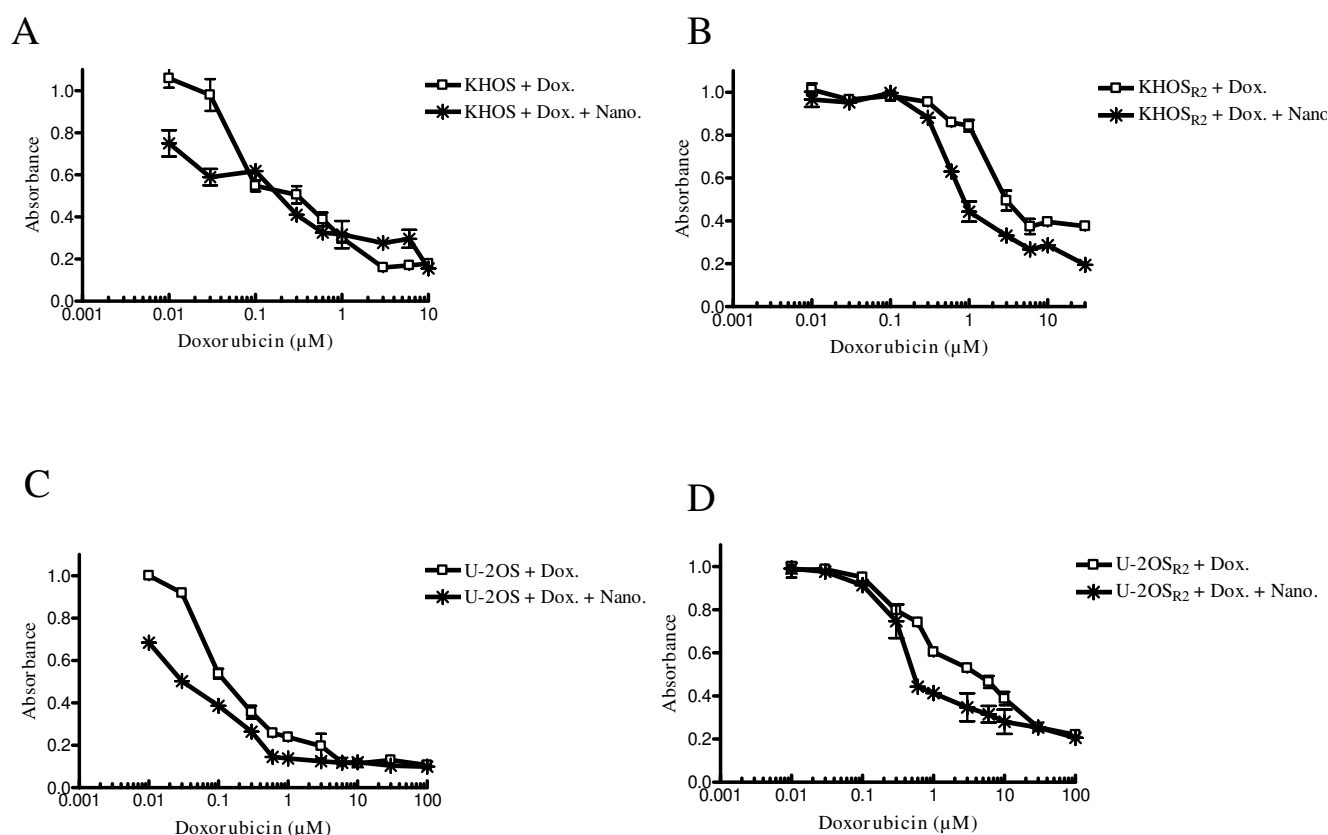 A
Absorbance
1.0
0.8
0.6
0.4
0.2
0.0
0.001
0.01
0.1
1
10
Doxorubicin (µM)
KHOS + Dox.
KHOS + Dox. + Nano.
B
Absorbance
1.0
0.8
0.6
0.4
0.2
0.0
0.001
0.01
0.1
1
10
Doxorubicin (µM)
KHOSR2 + Dox.
KHOSR2 + Dox. + Nano.
C
Absorbance
1.0
0.8
0.6
0.4
0.2
0.0
0.001
0.01
0.1
1
10
100
Doxorubicin (µM)
U-2OS + Dox.
U-2OS + Dox. + Nano.
D
Absorbance
1.0
0.8
0.6
0.4
0.2
0.0
0.001
0.01
0.1
1
10
100
Doxorubicin (µM)
U-2OSR2 + Dox.
U-2OSR2 + Dox. + Nano.